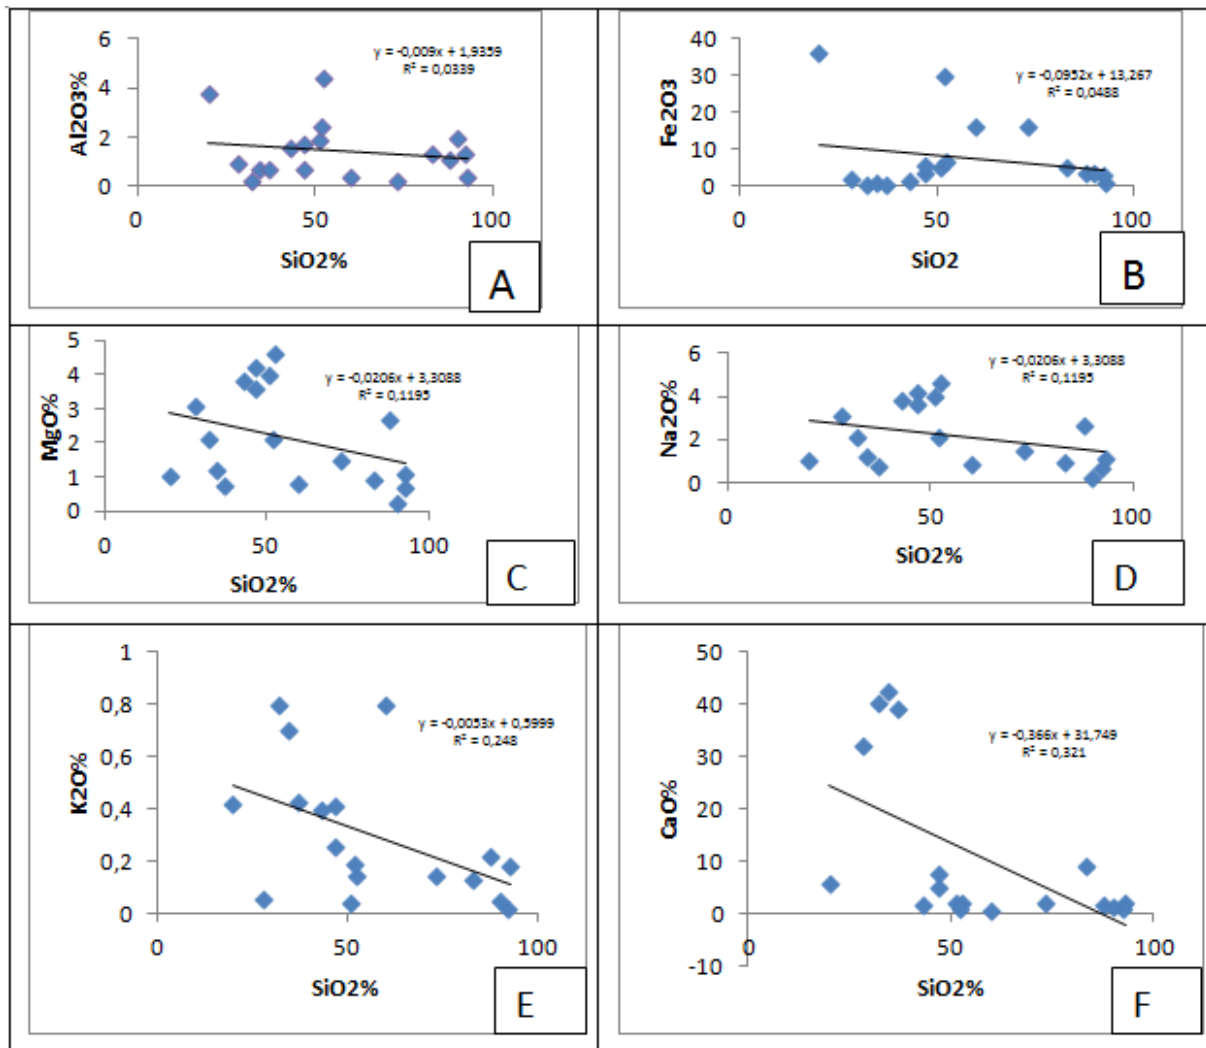 6
4
2
0
Al2O3%
y = -0,009x + 1,9359
R² = 0,0339
0 50 100
SiO2%
A
40
30
20
10
0
Fe2O3
y = -0,0952x + 13,267
R² = 0,0488
0 50 100
SiO2
B
5
4
3
2
1
0
MgO%
y = -0,0206x + 3,3088
R² = 0,1195
0 50 100
SiO2%
C
6
4
2
0
Na2O%
y = -0,0206x + 3,3088
R² = 0,1195
0 50 100
SiO2%
D
1
0,8
0,6
0,4
0,2
0
K2O%
y = -0,0053x + 0,5999
R² = 0,248
0 50 100
SiO2%
E
50
40
30
20
10
0
-10
CaO%
y = -0,366x + 31,749
R² = 0,321
0 50 100
SiO2%
F